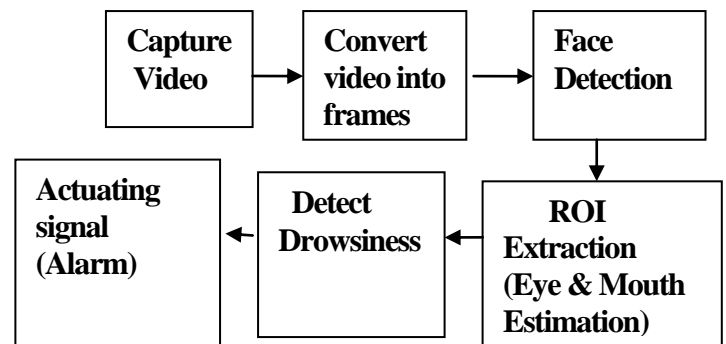 Capture
Video
Convert
video into
frames
Face
Detection
ROI
Extraction
(Eye & Mouth
Estimation)
Detect
Drowsiness
Actuating
signal
(Alarm)